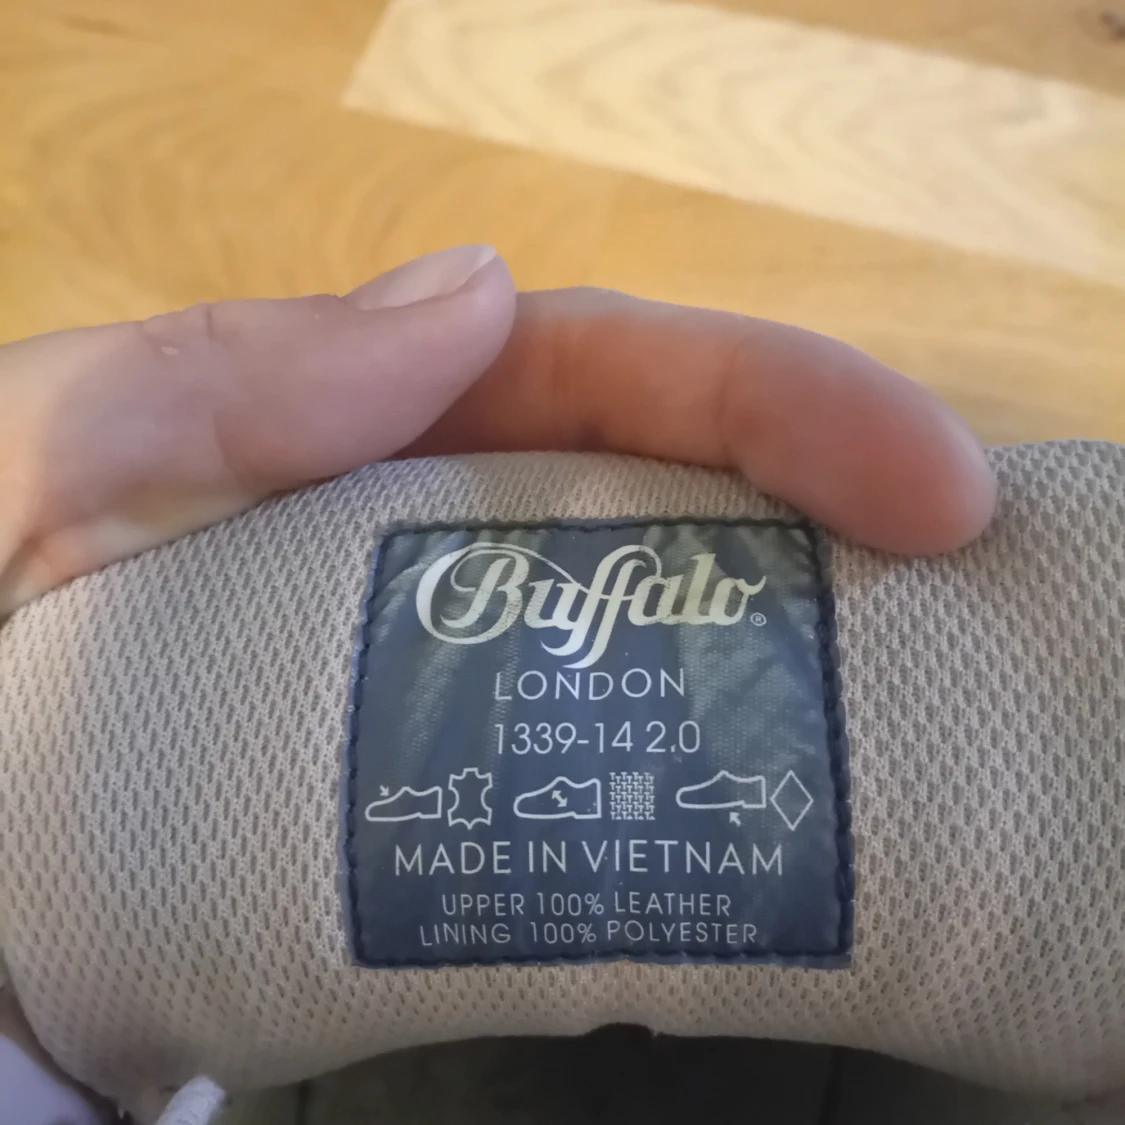 Buffalo®
LONDON
1339-14 2.0
MADE IN VIETNAM
UPPER 100% LEATHER
LINING 100% POLYESTER